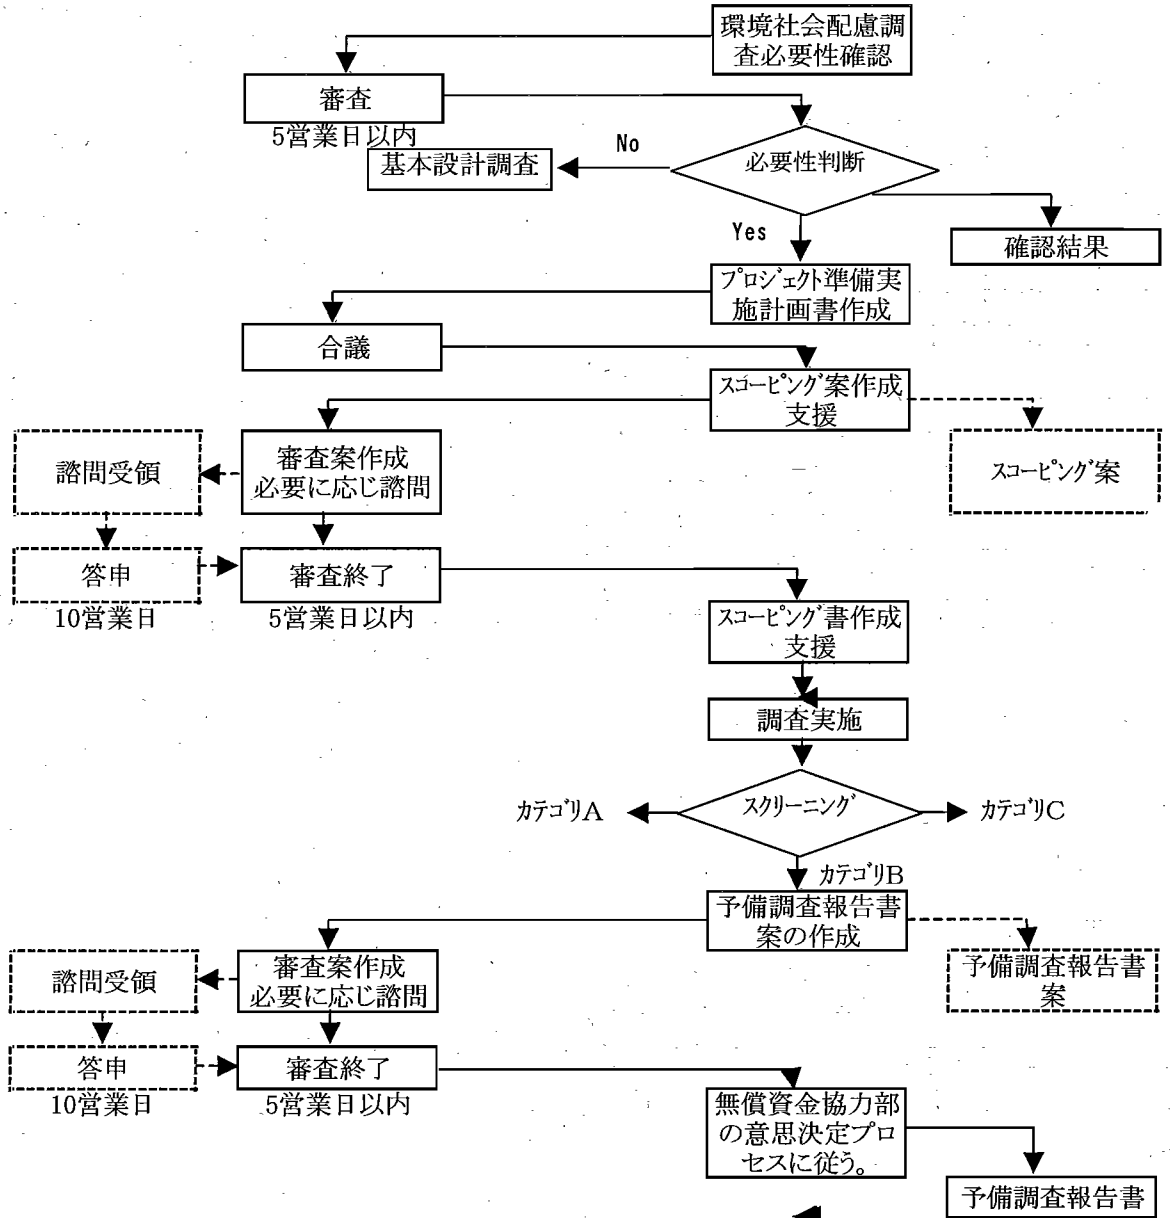 環境社会配慮調
査必要性確認
審査
5営業日以内
No
基本設計調査
必要性判断
Yes
確認結果
プロジェクト準備実
施計画書作成
合議
スコーピング案作成
支援
諮問受領
審査案作成
必要に応じ諮問
スコーピング案
答申
審査終了
10営業日
5営業日以内
スコーピング書作成
支援
調査実施
カテゴリA
スクリーニング
カテゴリC
カテゴリB
予備調査報告書
案の作成
諮問受領
審査案作成
必要に応じ諮問
予備調査報告書
案
答申
審査終了
10営業日
5営業日以内
無償資金協力部
の意思決定プロ
セスに従う。
予備調査報告書